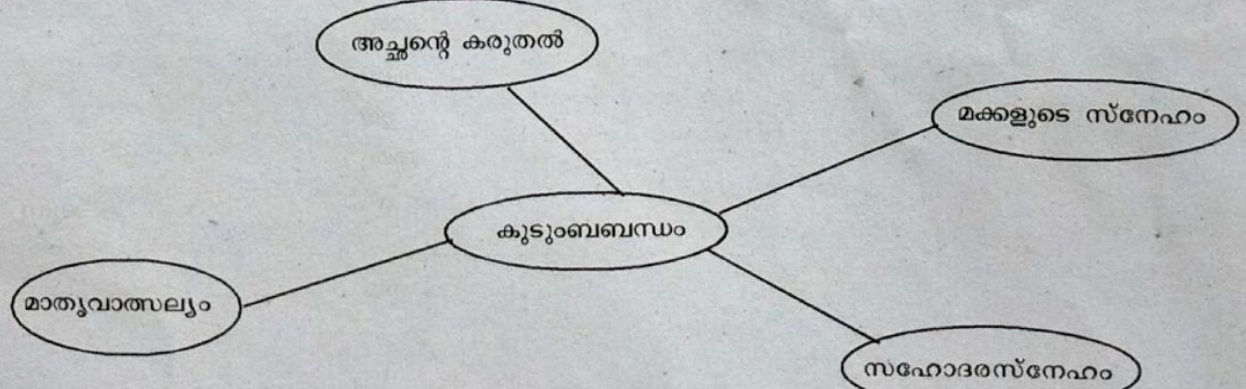 അച്ഛന്റെ കരുതൽ
മക്കളുടെ സ്നേഹം
കുടുംബബന്ധം
മാതൃവാത്സല്യം
സഹോദരസ്നേഹം